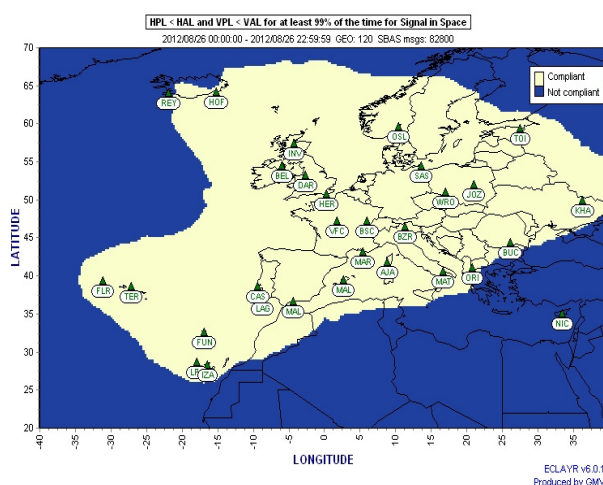 HPL < HAL and VPL < VAL for at least 99% of the time for Signal in Space
2012/08/26 00:00:00 - 2012/08/26 22:59:59 GEO: 120 SBAS msgs: 82800
Compliant
Not compliant
70
65
60
55
50
45
40
35
30
25
20
LATITUDE
REY
HOF
OSL
TOI
INV
BEL
SAS
DAR
WRO
JOZ
HER
KHA
VFC
BSC
BZR
BUC
MAR
AJA
MAT
ORI
FLR
TER
CAS
MAL
LAG
MAL
NIC
FUN
IZA
-40
-35
-30
-25
-20
-15
-10
-5
0
5
10
15
20
25
30
35
LONGITUDE
ECLAYR v6.0.1
Produced by GMV